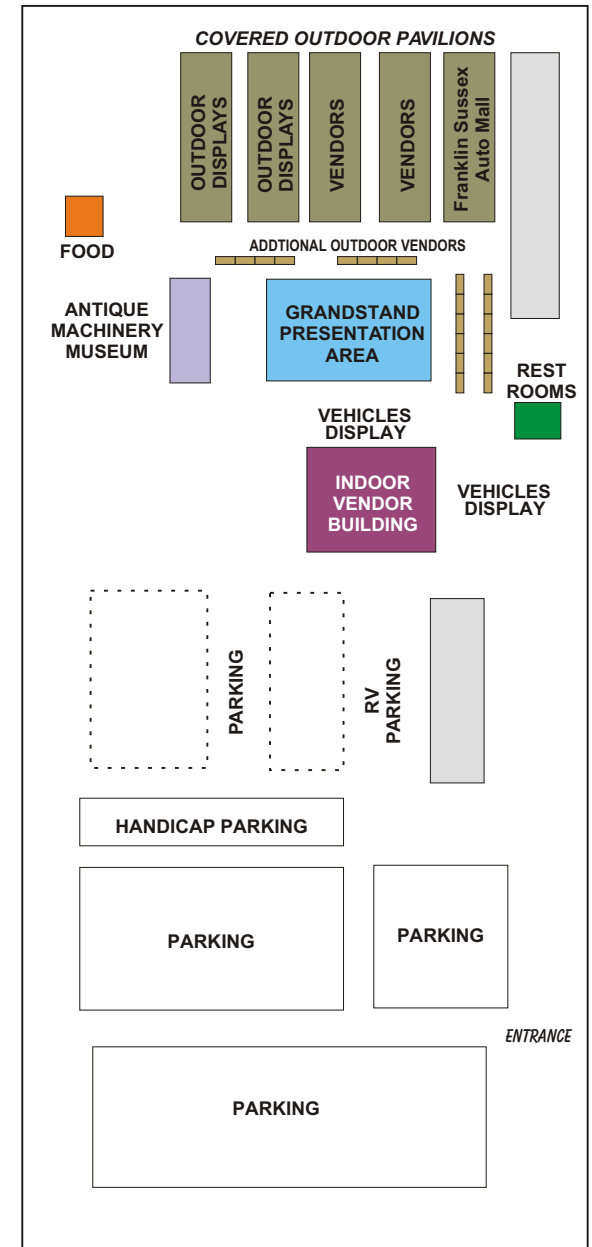 COVERED OUTDOOR PAVILIONS
OUTDOOR
DISPLAYS
OUTDOOR
DISPLAYS
VENDORS
VENDORS
Franklin Sussex
Auto Mall
FOOD
ADDTIONAL OUTDOOR VENDORS
ANTIQUE
MACHINERY
MUSEUM
GRANDSTAND
PRESENTATION
AREA
REST
ROOMS
VEHICLES
DISPLAY
INDOOR
VENDOR
BUILDING
VEHICLES
DISPLAY
PARKING
RV
PARKING
HANDICAP PARKING
PARKING
PARKING
ENTRANCE
PARKING